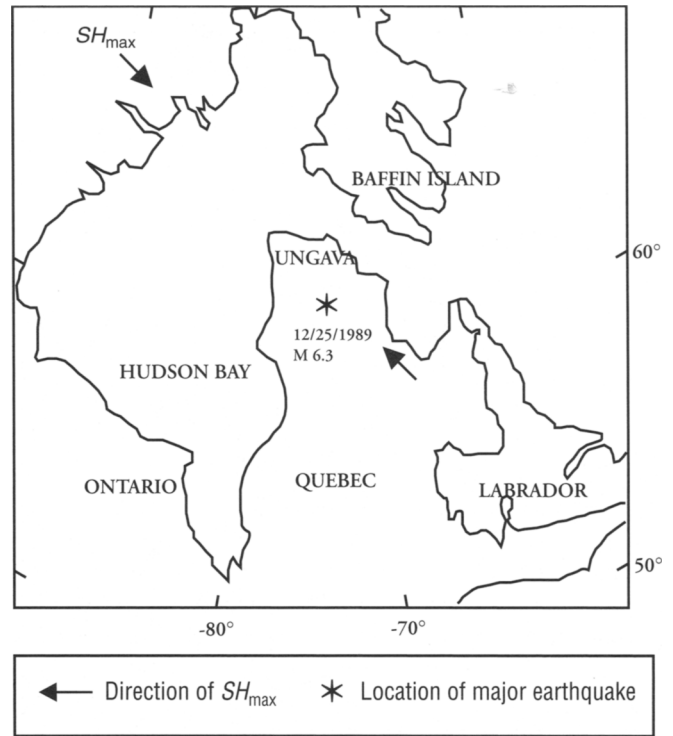 SHmax
BAFFIN ISLAND
60°
UNGAVA
12/25/1989
M 6.3
HUDSON BAY
ONTARIO
QUEBEC
LABRADOR
50°
-80°
-70°
Direction of SHmax
Location of major earthquake